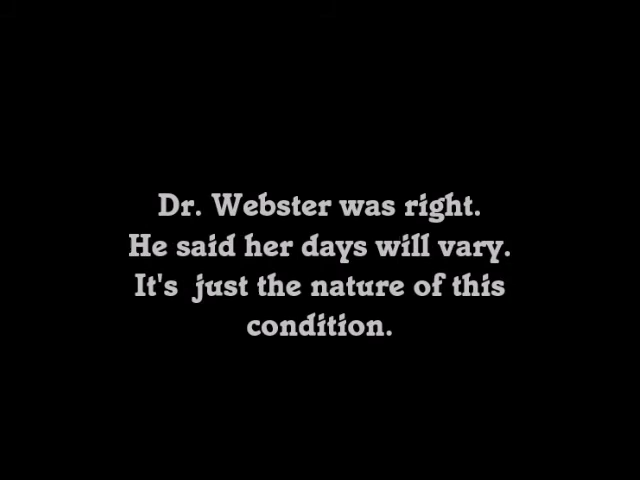 Dr. Webster was right.
He said her days will vary.
It's  just the nature of this
condition.